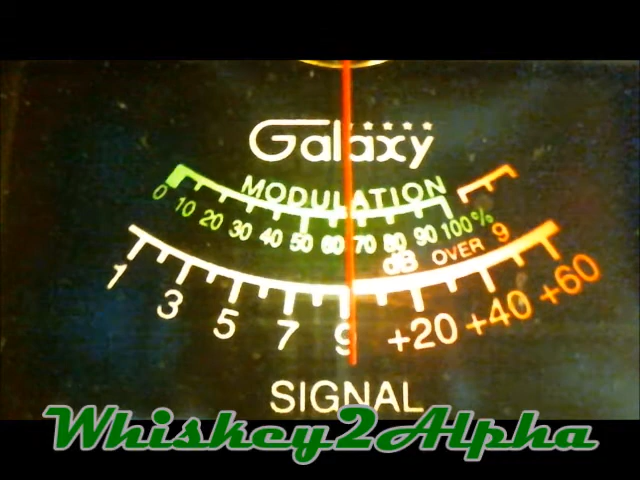 Galaxy
MODULATION
0 10 20 30 40 50 60 70 80 90 100%
dB OVER 9
1 3 5 7 9 +20 +40 +60
SIGNAL
Whiskey2Alpha